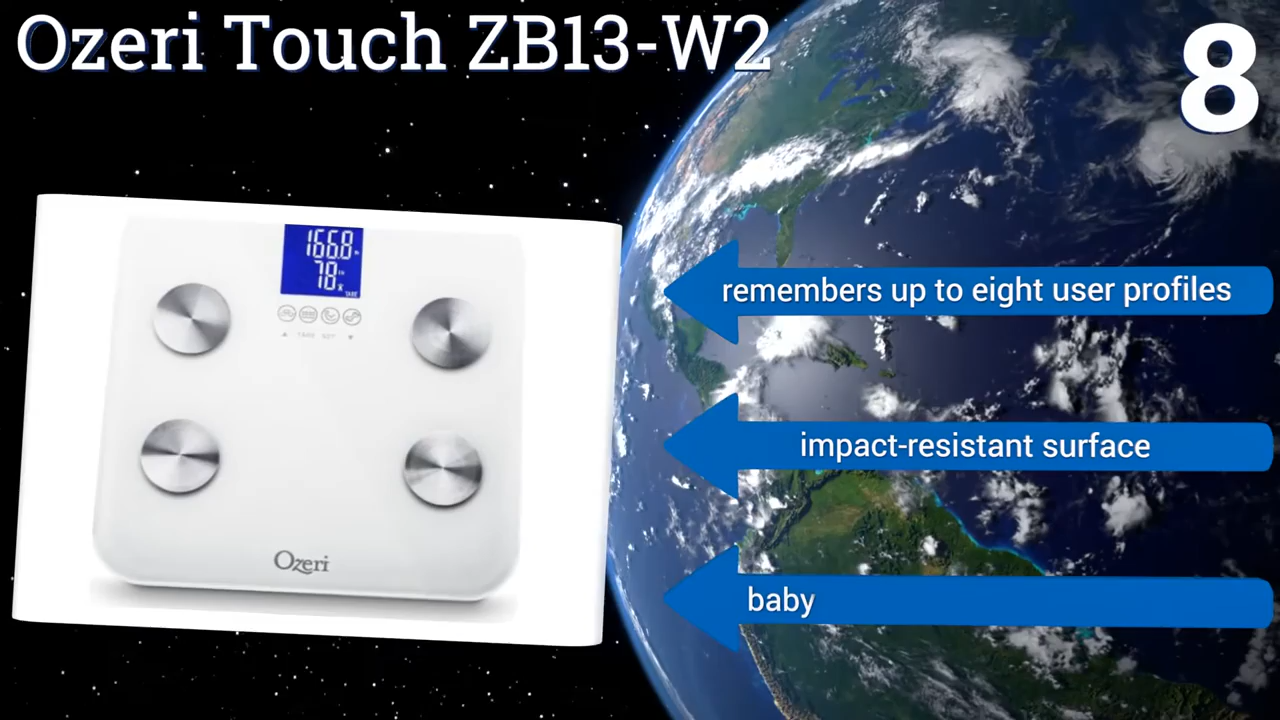 Ozeri Touch ZB13-W2
8
166.8
78
TARE
remembers up to eight user profiles
impact-resistant surface
baby
Ozeri